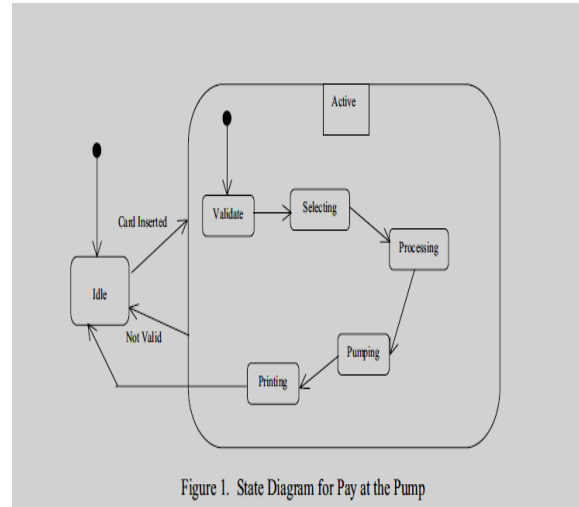 Active
Validate
Selecting
Card Inserted
Processing
Idle
Not Valid
Pumping
Printing
Figure 1. State Diagram for Pay at the Pump